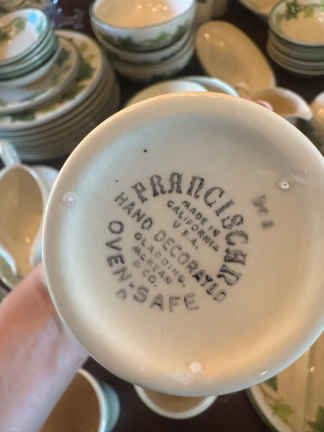 FRANCISCAN
MADE IN
CALIFORNIA
U.S.A.
HAND DECORATED
GLADDING,
MCBEAN
& CO.
OVEN-SAFE